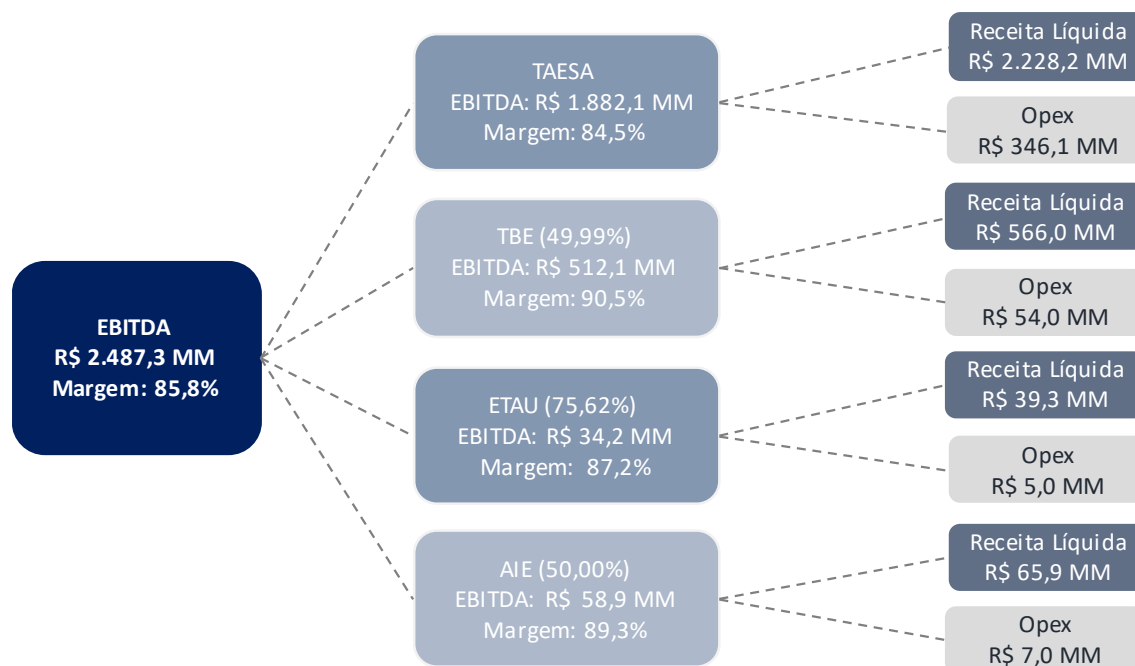 EBITDA
R$ 2.487,3 MM
Margem: 85,8%
TAESA
EBITDA: R$ 1.882,1 MM
Margem: 84,5%
Receita Líquida
R$ 2.228,2 MM
Opex
R$ 346,1 MM
TBE (49,99%)
EBITDA: R$ 512,1 MM
Margem: 90,5%
Receita Líquida
R$ 566,0 MM
Opex
R$ 54,0 MM
ETAU (75,62%)
EBITDA: R$ 34,2 MM
Margem: 87,2%
Receita Líquida
R$ 39,3 MM
Opex
R$ 5,0 MM
AIE (50,00%)
EBITDA: R$ 58,9 MM
Margem: 89,3%
Receita Líquida
R$ 65,9 MM
Opex
R$ 7,0 MM